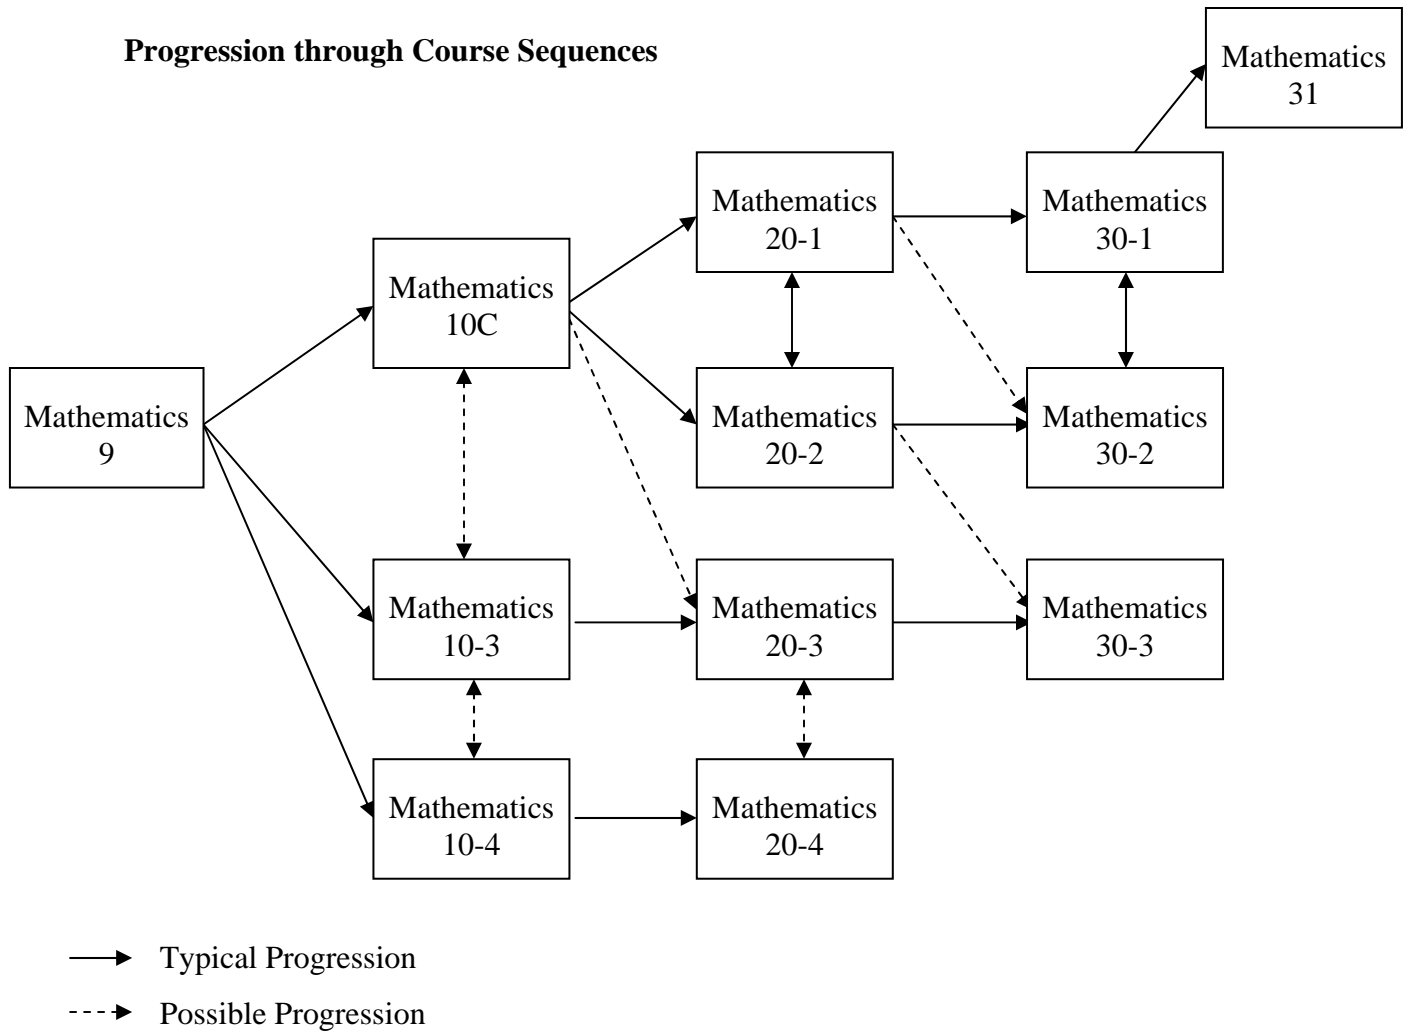 Progression through Course Sequences
Mathematics
31
Mathematics
20-1
Mathematics
30-1
Mathematics
10C
Mathematics
9
Mathematics
20-2
Mathematics
30-2
Mathematics
10-3
Mathematics
20-3
Mathematics
30-3
Mathematics
10-4
Mathematics
20-4
Typical Progression
Possible Progression